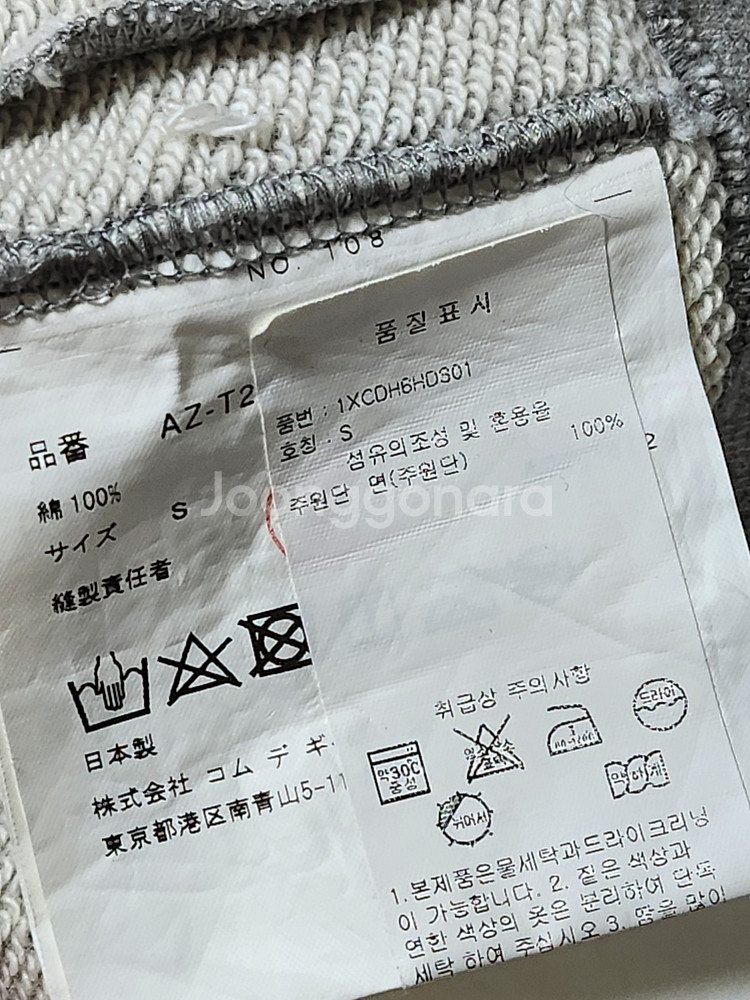 NO. 108
品番 AZ-T2
綿 100%
サイズ S
縫製責任者
日本製
株式会社 コム デ ギ
東京都港区南青山5-11
품질표시
품번 : 1XCDH6HDS01
호칭 : S
섬유의조성 및 혼용율
주원단 면(주원단) 100%
2
Joonggonara
취급상 주의사항
약30℃
중성
드라이
약하게
뉘어서
1.본제품은물세탁과드라이크리닝
이 가능합니다. 2. 짙은 색상과
연한 색상의 옷은 분리하여 단독
세탁 하여 주십시오 3. 땀을 많이